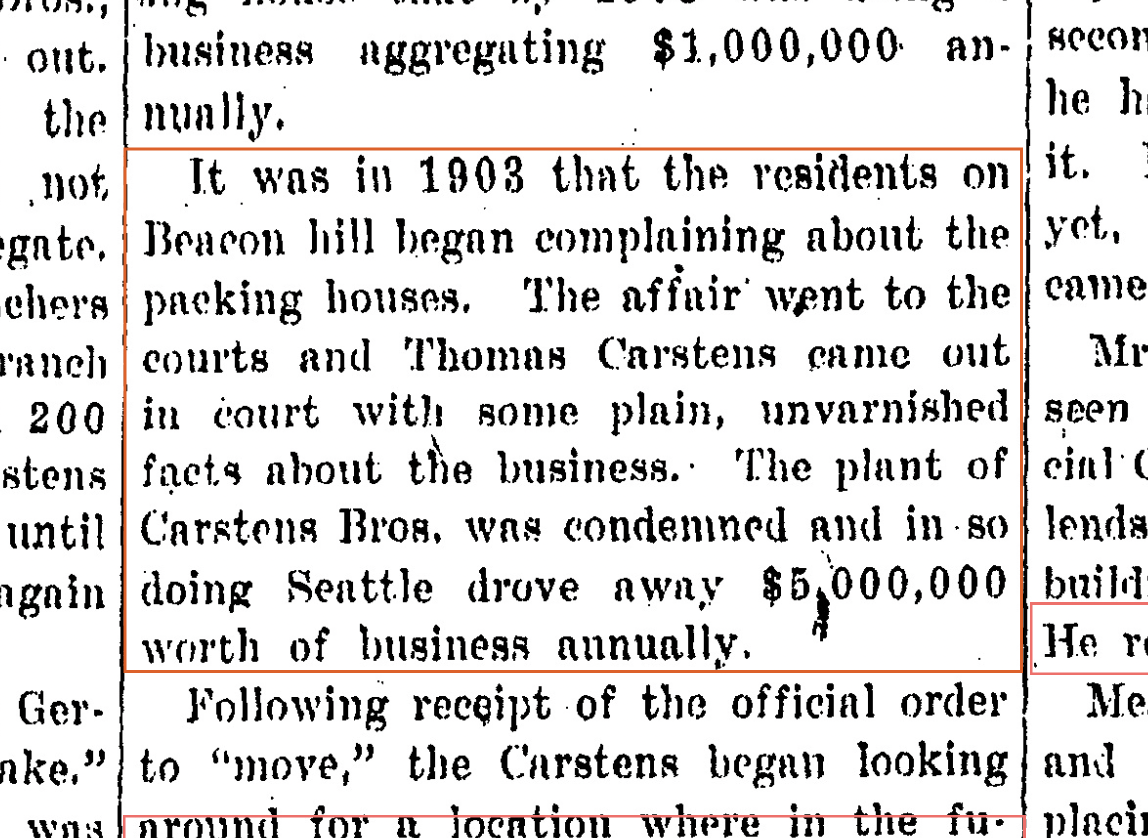 out.
the
not
egate.
chers
ranch
200
stens
until
again
Ger-
ake."
was
business aggregating $1,000,000 an-
nually.
It was in 1903 that the residents on
Beacon hill began complaining about the
packing houses. The affair went to the
courts and Thomas Carstens came out
in court with some plain, unvarnished
facts about the business. The plant of
Carstens Bros. was condemned and in so
doing Seattle drove away $5,000,000
worth of business annually.
Following receipt of the official order
to "move," the Carstens began looking
around for a location where in the fu-
secon
he h
it.
yet,
came
Mr
seen
cial C
lends
build
He re
Me
and
placi